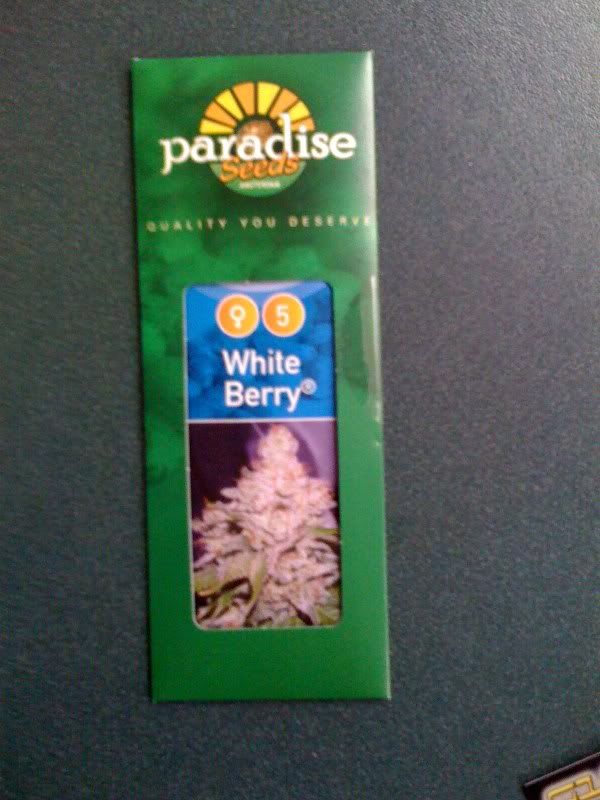 paradise
Seeds
QUALITY YOU DESERVE
5
White
Berry®